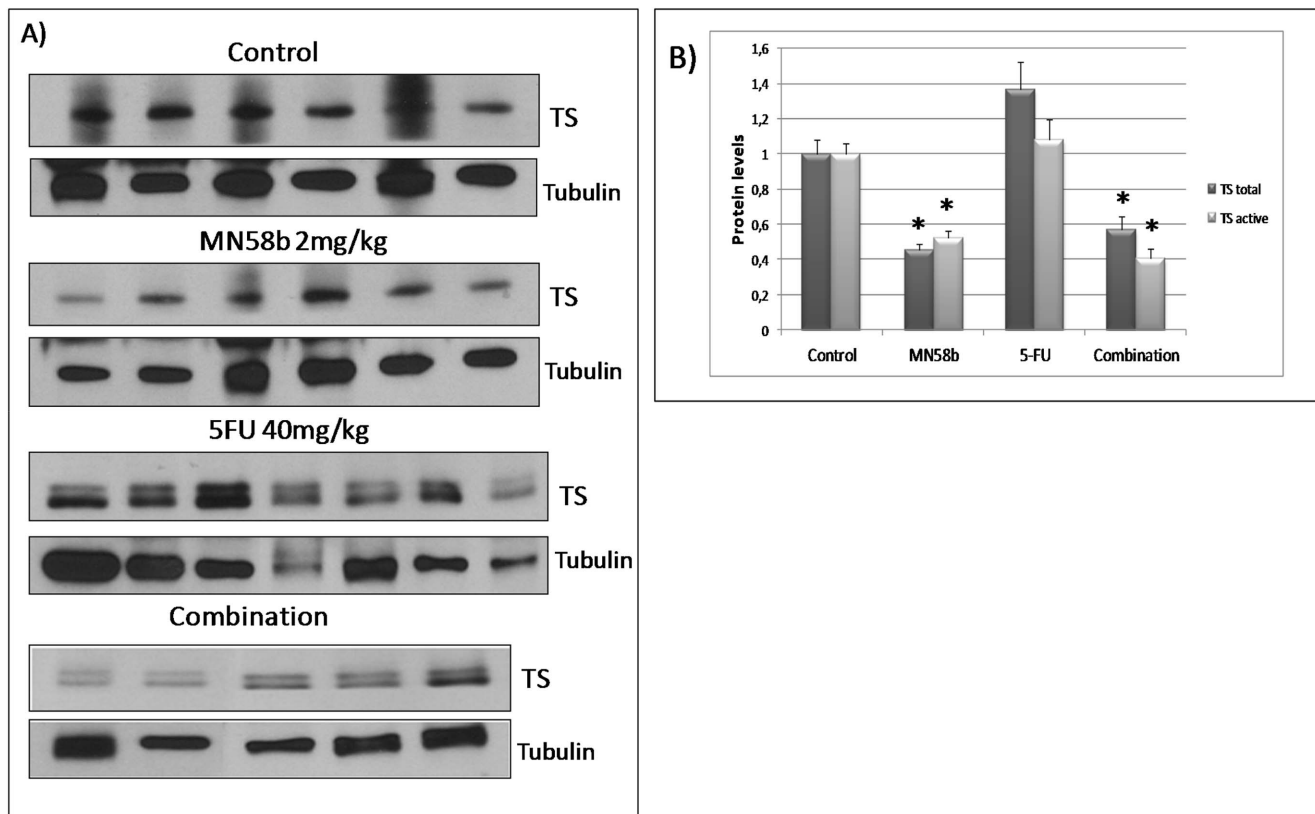 A)
Control
TS
Tubulin
MN58b 2mg/kg
TS
Tubulin
5FU 40mg/kg
TS
Tubulin
Combination
TS
Tubulin
B)
Protein levels
1,6
1,4
1,2
1
0,8
0,6
0,4
0,2
0
* * * *
Control MN58b 5-FU Combination
TS total
TS active